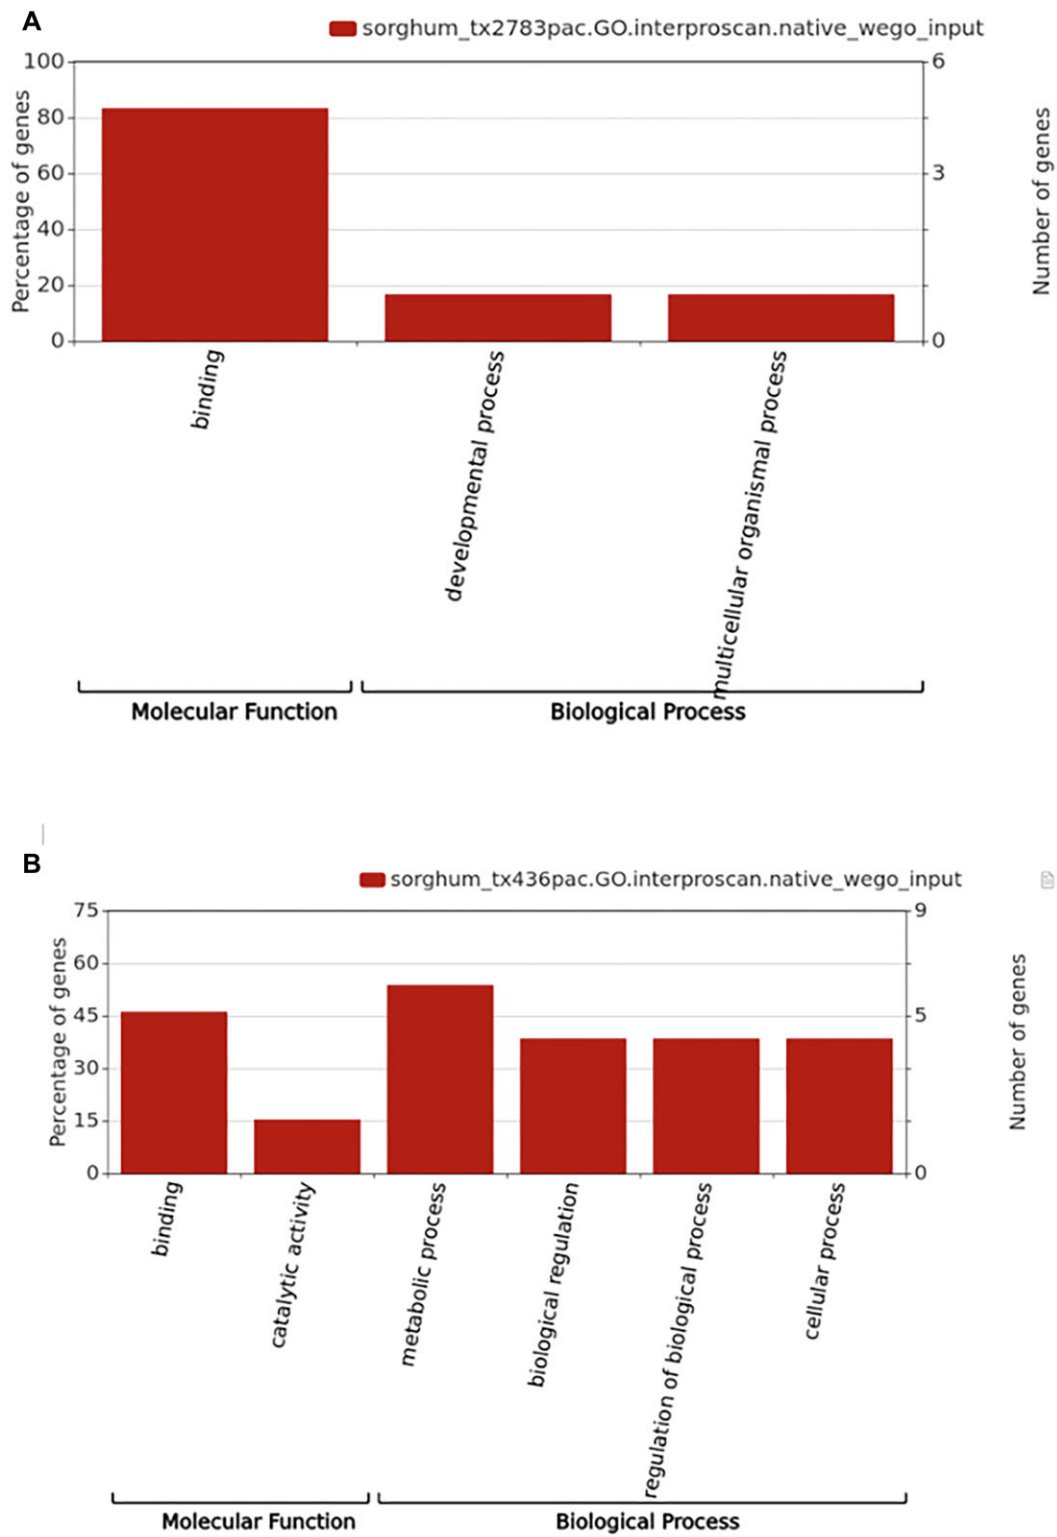 A
sorghum_tx2783pac.GO.interproscan.native_wego_input
Percentage of genes
100
80
60
40
20
0
6
3
0
Number of genes
binding
developmental process
multicellular organismal process
Molecular Function
Biological Process
B
sorghum_tx436pac.GO.interproscan.native_wego_input
Percentage of genes
75
60
45
30
15
0
9
5
0
Number of genes
binding
catalytic activity
metabolic process
biological regulation
regulation of biological process
cellular process
Molecular Function
Biological Process